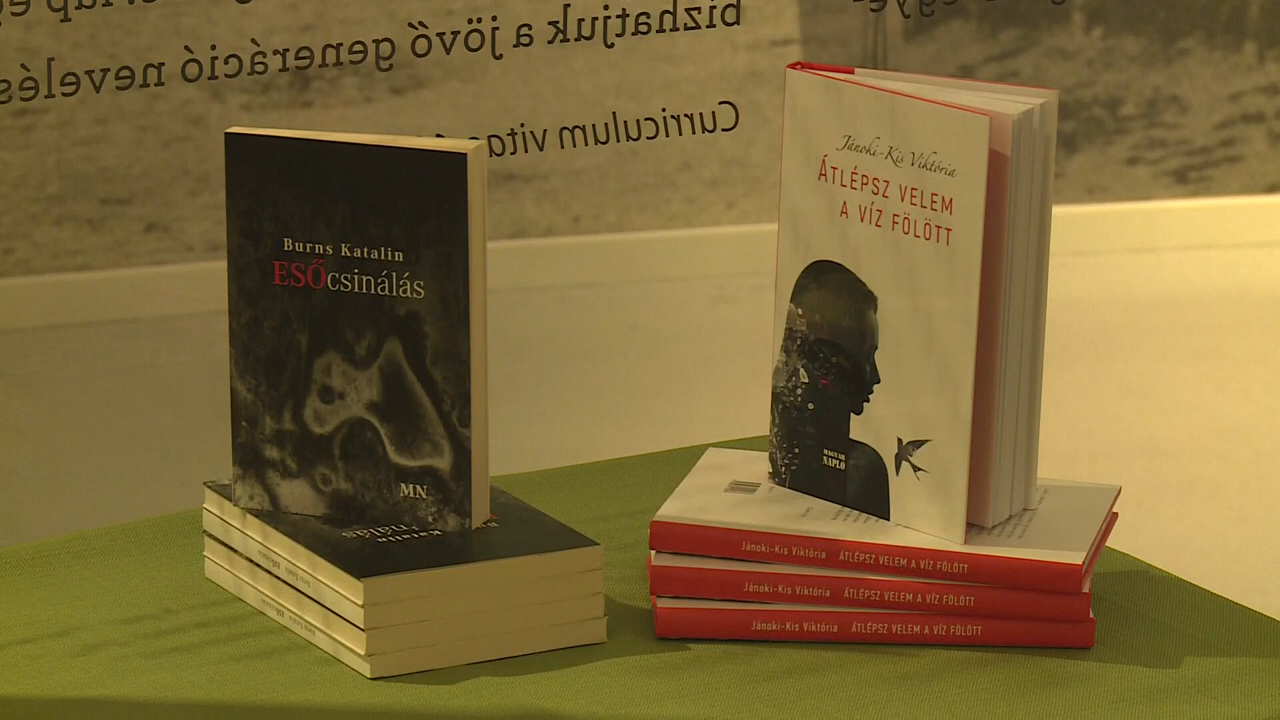 bízhatjuk a jövő generáció nevelés
Curriculum vitae
Burns Katalin
ESŐcsinálás
MN
Katalin
Jánoki-Kis Viktória
ÁTLÉPSZ VELEM
A VÍZ FÖLÖTT
MAGYAR
NAPLÓ
Jánoki-Kis Viktória ÁTLÉPSZ VELEM A VÍZ FÖLÖTT
Jánoki-Kis Viktória ÁTLÉPSZ VELEM A VÍZ FÖLÖTT
Jánoki-Kis Viktória ÁTLÉPSZ VELEM A VÍZ FÖLÖTT